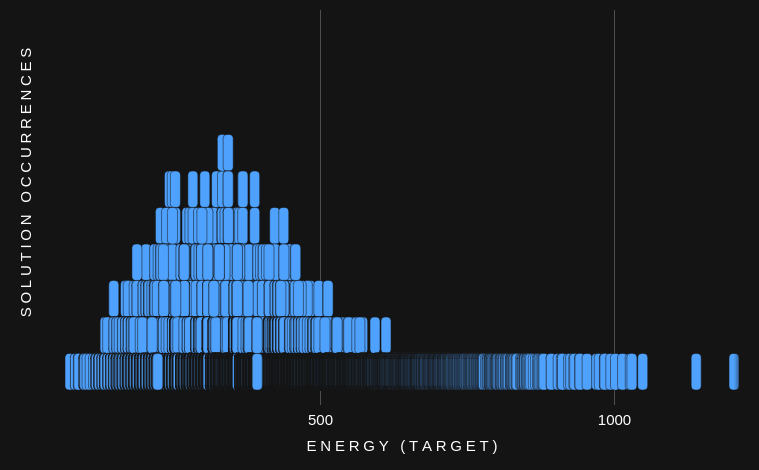 SOLUTION OCCURRENCES
500
1000
ENERGY (TARGET)